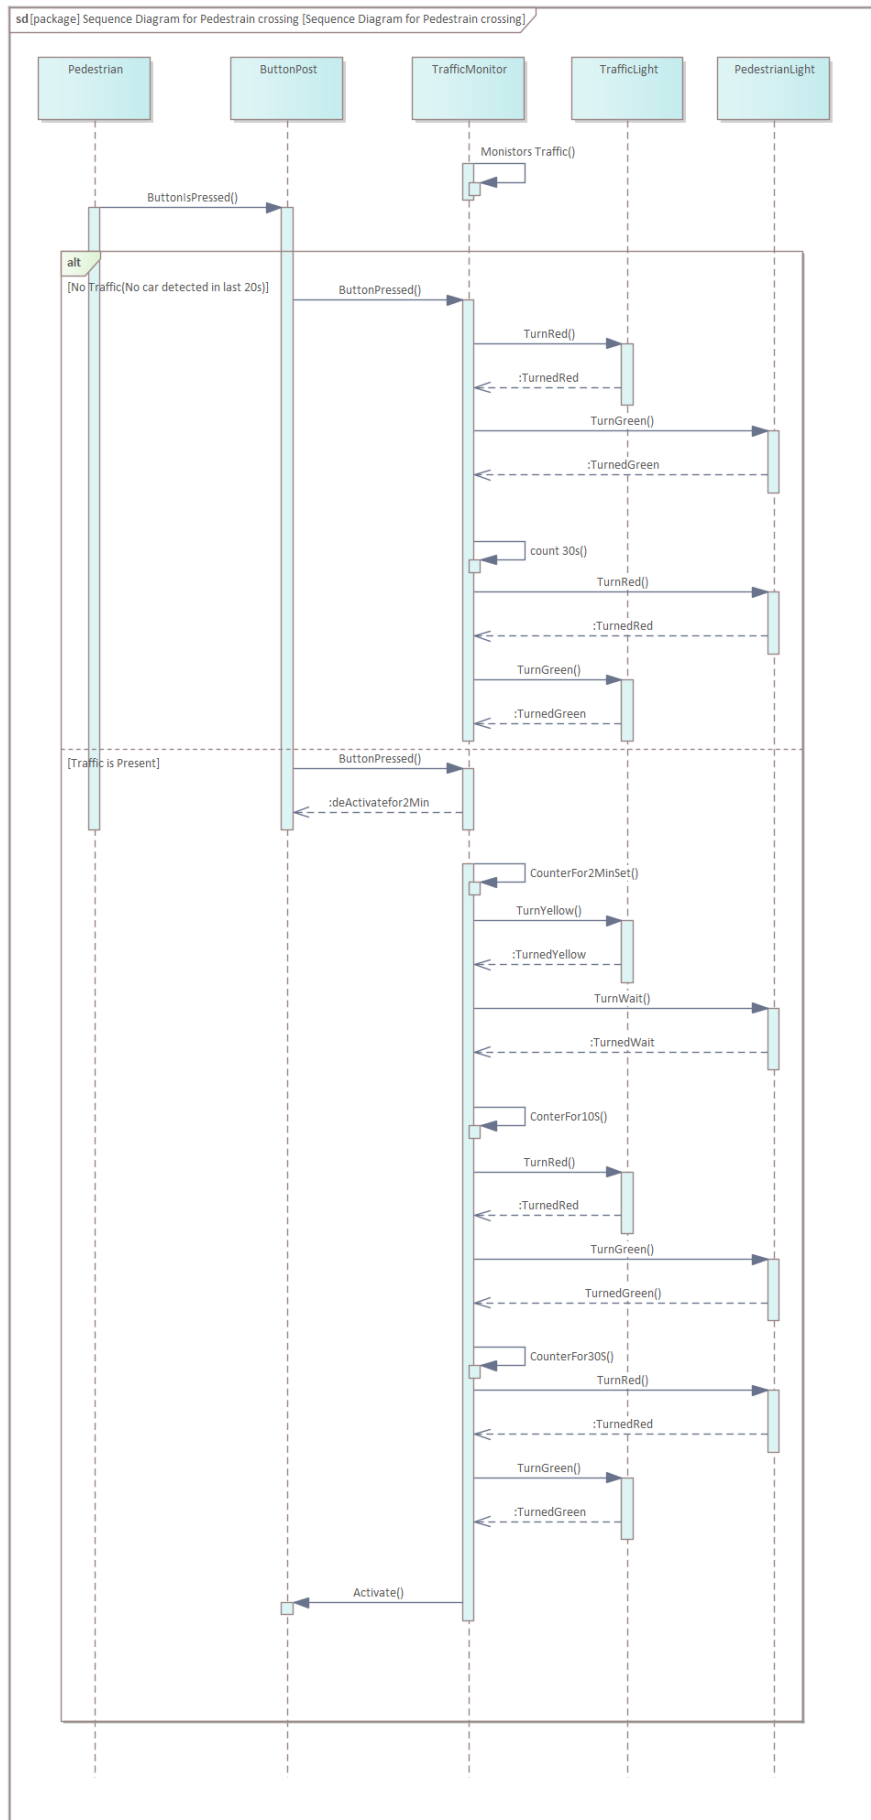 sd [package] Sequence Diagram for Pedestrain crossing [Sequence Diagram for Pedestrain crossing]
Pedestrian
ButtonPost
TrafficMonitor
TrafficLight
PedestrianLight
Monistors Traffic()
ButtonIsPressed()
alt
[No Traffic(No car detected in last 20s)]
ButtonPressed()
TurnRed()
:TurnedRed
TurnGreen()
:TurnedGreen
count 30s()
TurnRed()
:TurnedRed
TurnGreen()
:TurnedGreen
[Traffic is Present]
ButtonPressed()
:deActivatefor2Min
CounterFor2MinSet()
TurnYellow()
:TurnedYellow
TurnWait()
:TurnedWait
ConterFor10S()
TurnRed()
:TurnedRed
TurnGreen()
TurnedGreen()
CounterFor30S()
TurnRed()
:TurnedRed
TurnGreen()
:TurnedGreen
Activate()